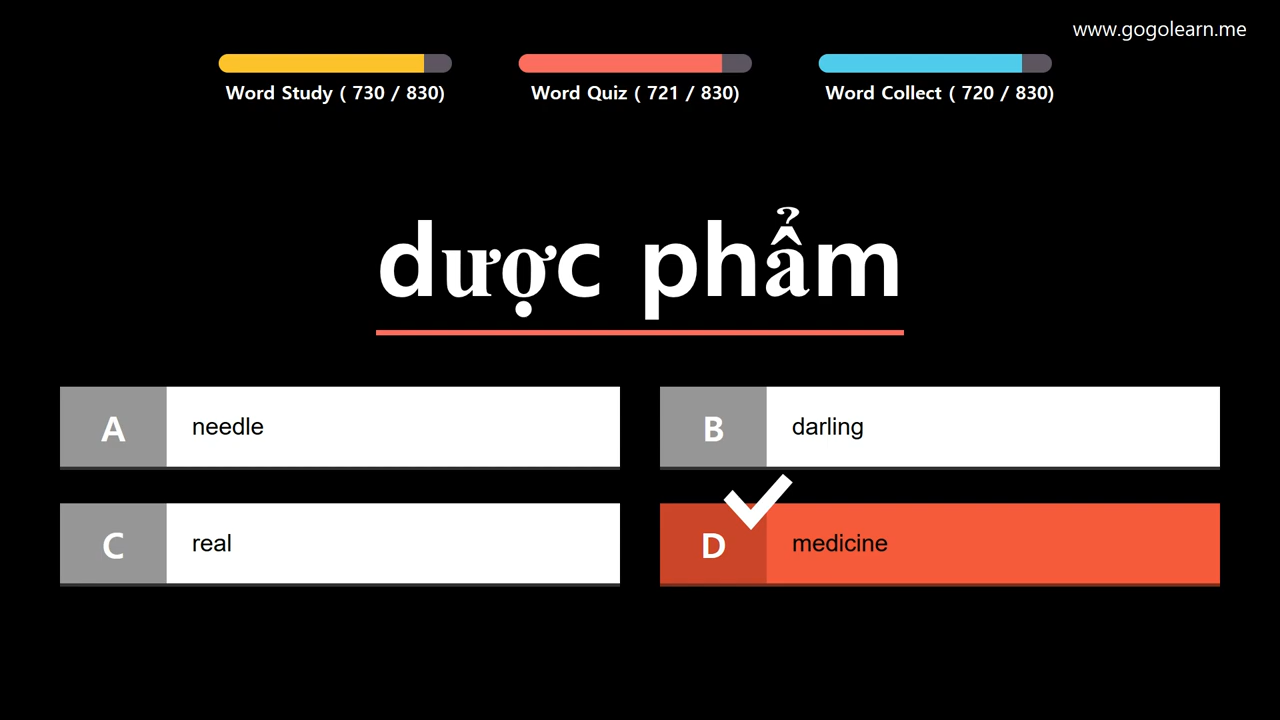 www.gogolearn.me
Word Study ( 730 / 830)
Word Quiz ( 721 / 830)
Word Collect ( 720 / 830)
dược phẩm
A needle
B darling
C real
D medicine